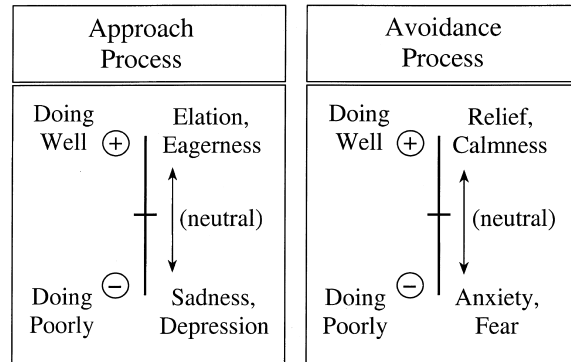 Approach
Process
Doing
Well
+
Elation,
Eagerness
(neutral)
Doing
Poorly
−
Sadness,
Depression
Avoidance
Process
Doing
Well
+
Relief,
Calmness
(neutral)
Doing
Poorly
−
Anxiety,
Fear